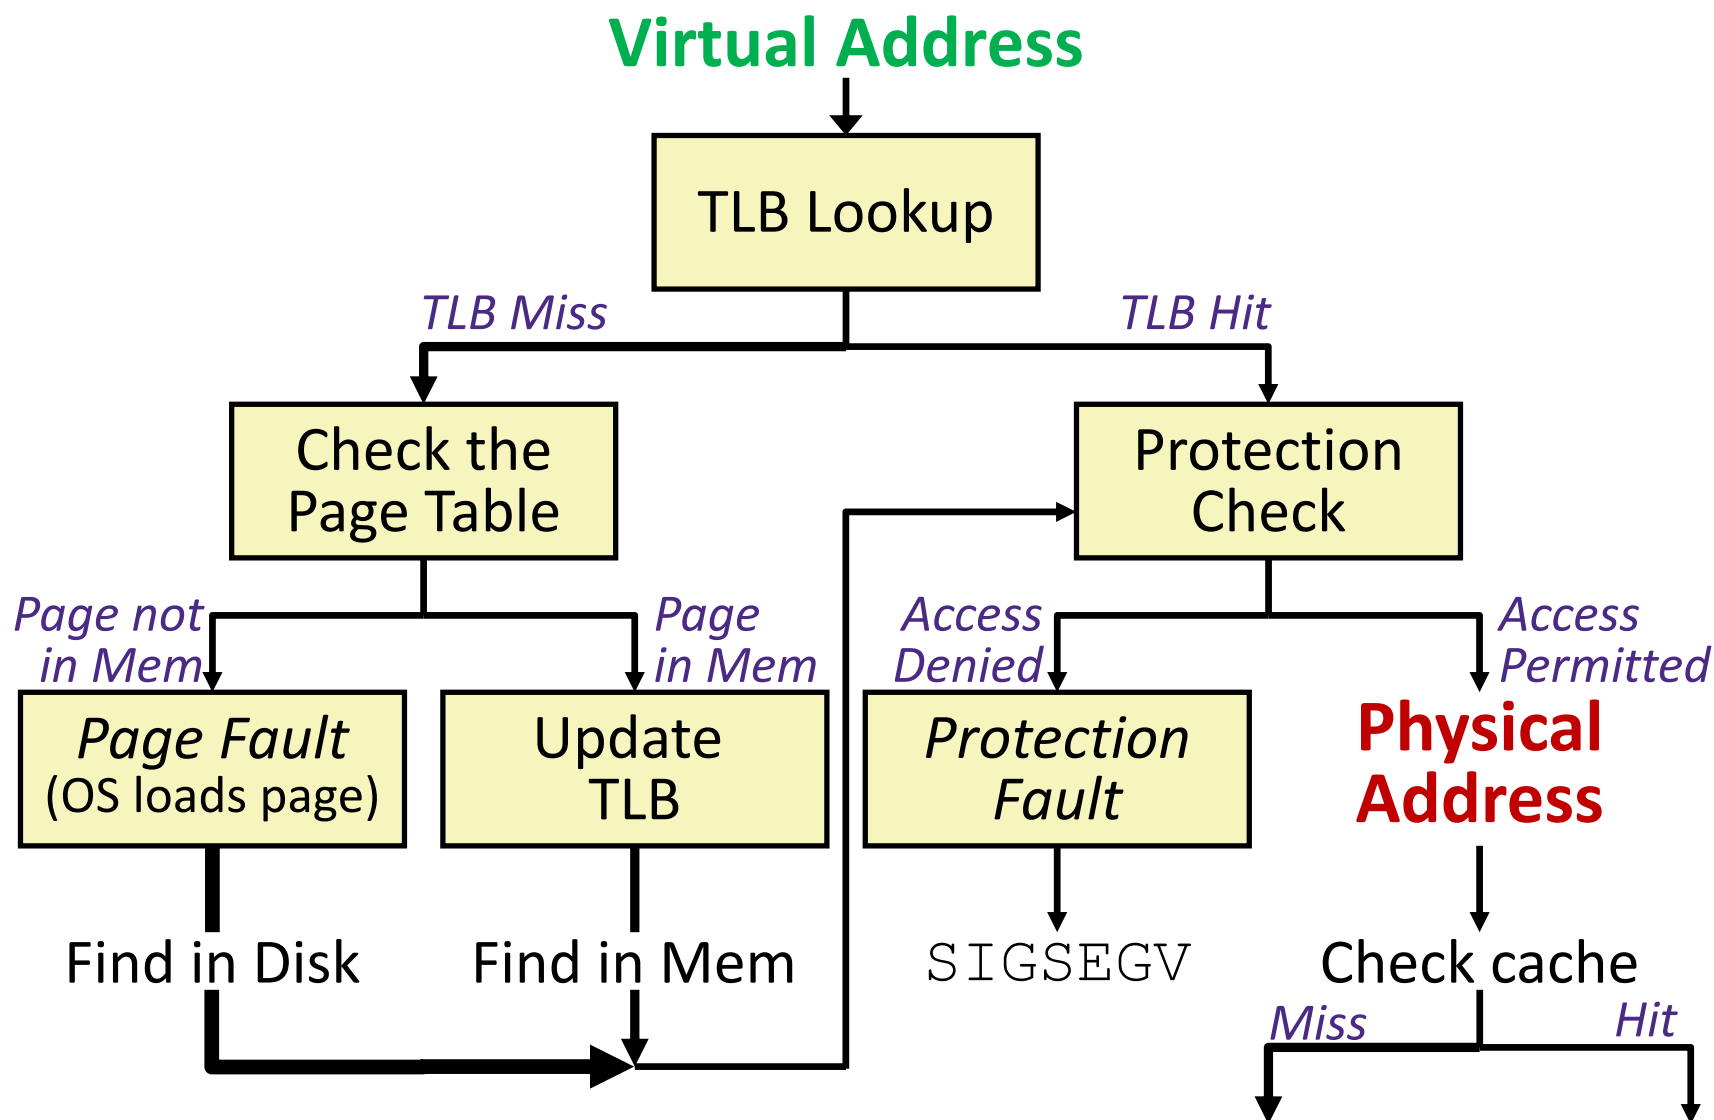 Virtual Address
TLB Lookup
TLB Miss
TLB Hit
Check the
Page Table
Protection
Check
Page not
in Mem
Page
in Mem
Access
Denied
Access
Permitted
Page Fault
(OS loads page)
Update
TLB
Protection
Fault
Physical
Address
Find in Disk
Find in Mem
SIGSEGV
Check cache
Miss
Hit